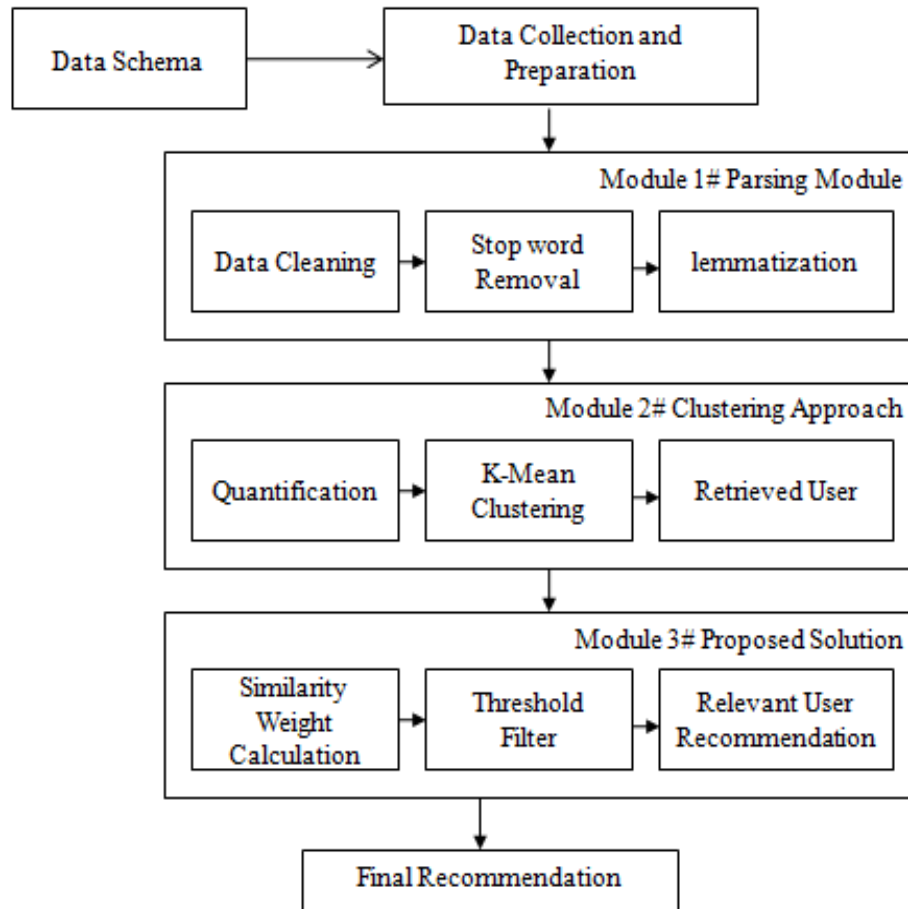 Data Schema
Data Collection and
Preparation
Module 1# Parsing Module
Data Cleaning
Stop word
Removal
lemmatization
Module 2# Clustering Approach
Quantification
K-Mean
Clustering
Retrieved User
Module 3# Proposed Solution
Similarity
Weight
Calculation
Threshold
Filter
Relevant User
Recommendation
Final Recommendation